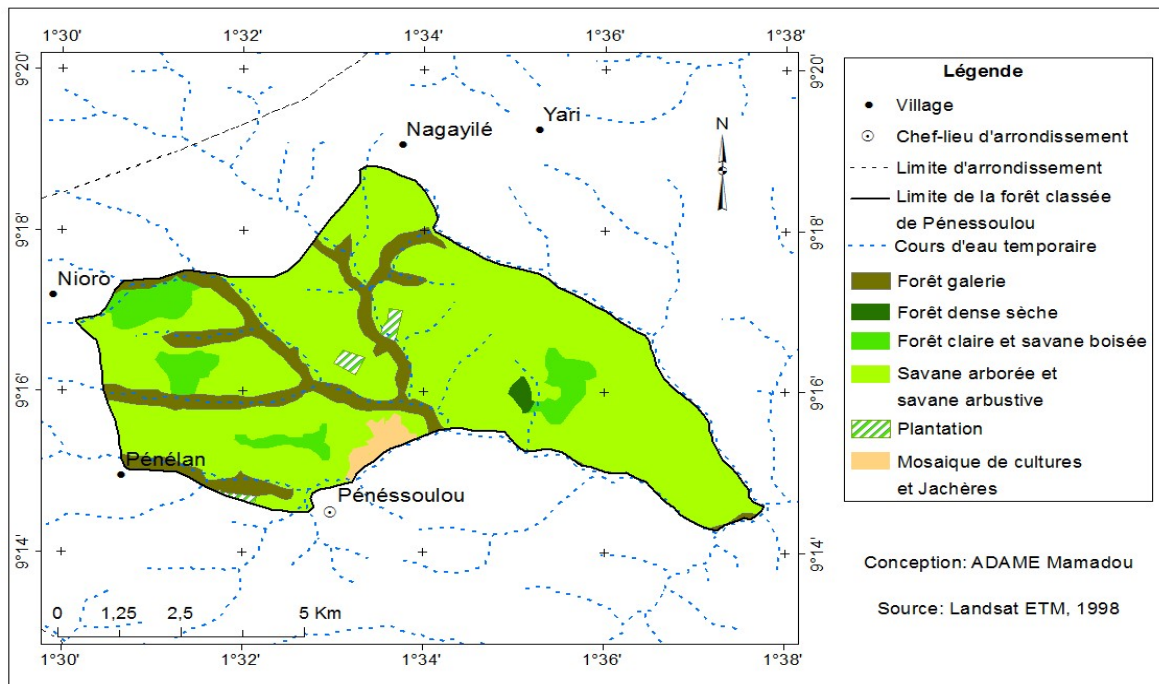 1°30' 1°32' 1°34' 1°36' 1°38'
9°20' 9°20'
Yari
Nagayilé
N
9°18' 9°18'
Nioro
9°16' 9°16'
Pénélan
Pénéssoulou
9°14' 9°14'
0 1,25 2,5 5 Km
1°30' 1°32' 1°34' 1°36' 1°38'
Légende
Village
Chef-lieu d'arrondissement
Limite d'arrondissement
Limite de la forêt classée
de Pénessoulou
Cours d'eau temporaire
Forêt galerie
Forêt dense sèche
Forêt claire et savane boisée
Savane arborée et
savane arbustive
Plantation
Mosaique de cultures
et Jachères
Conception: ADAME Mamadou
Source: Landsat ETM, 1998